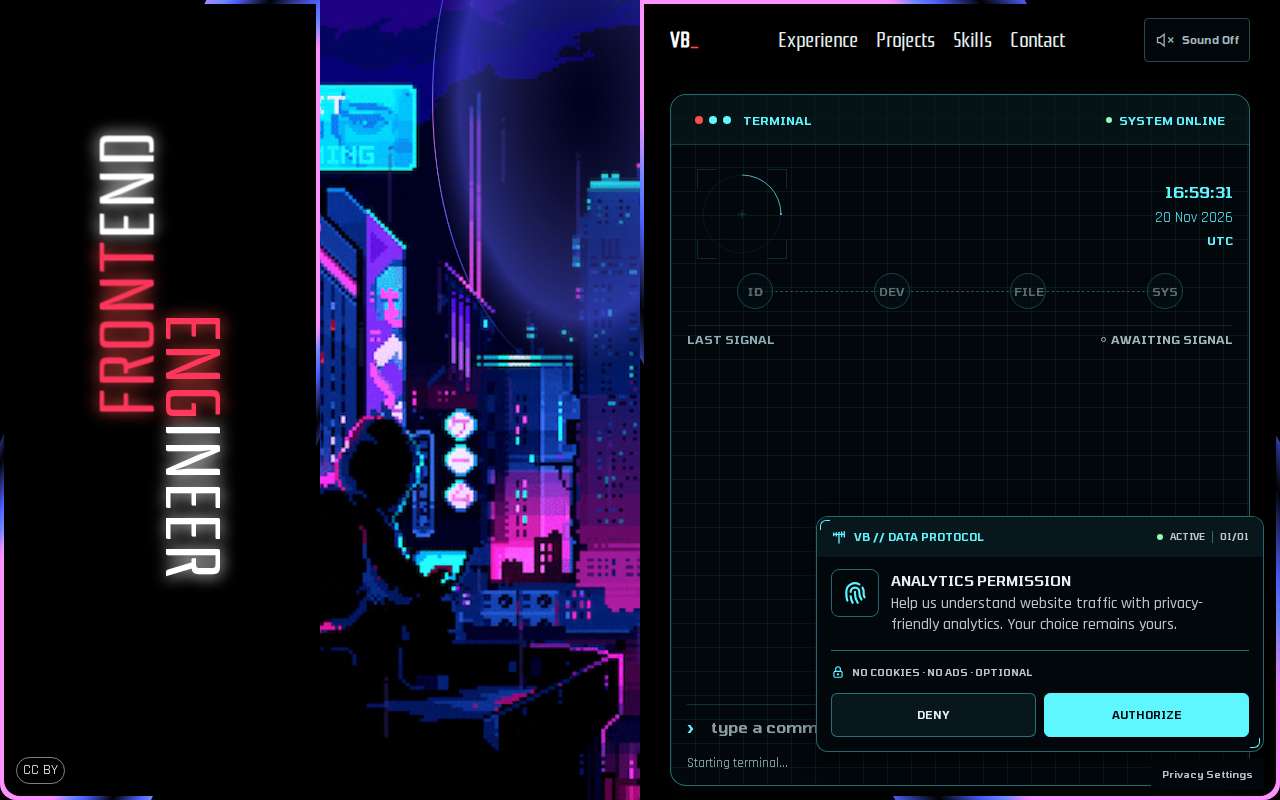 FRONTEND
ENGINEER
CC BY
VB_
Experience Projects Skills Contact
Sound Off
TERMINAL
SYSTEM ONLINE
16:59:31
20 Nov 2026
UTC
ID DEV FILE SYS
LAST SIGNAL
AWAITING SIGNAL
› type a comm
Starting terminal...
VB // DATA PROTOCOL
ACTIVE | 01/01
ANALYTICS PERMISSION
Help us understand website traffic with privacy-
friendly analytics. Your choice remains yours.
NO COOKIES · NO ADS · OPTIONAL
DENY
AUTHORIZE
Privacy Settings